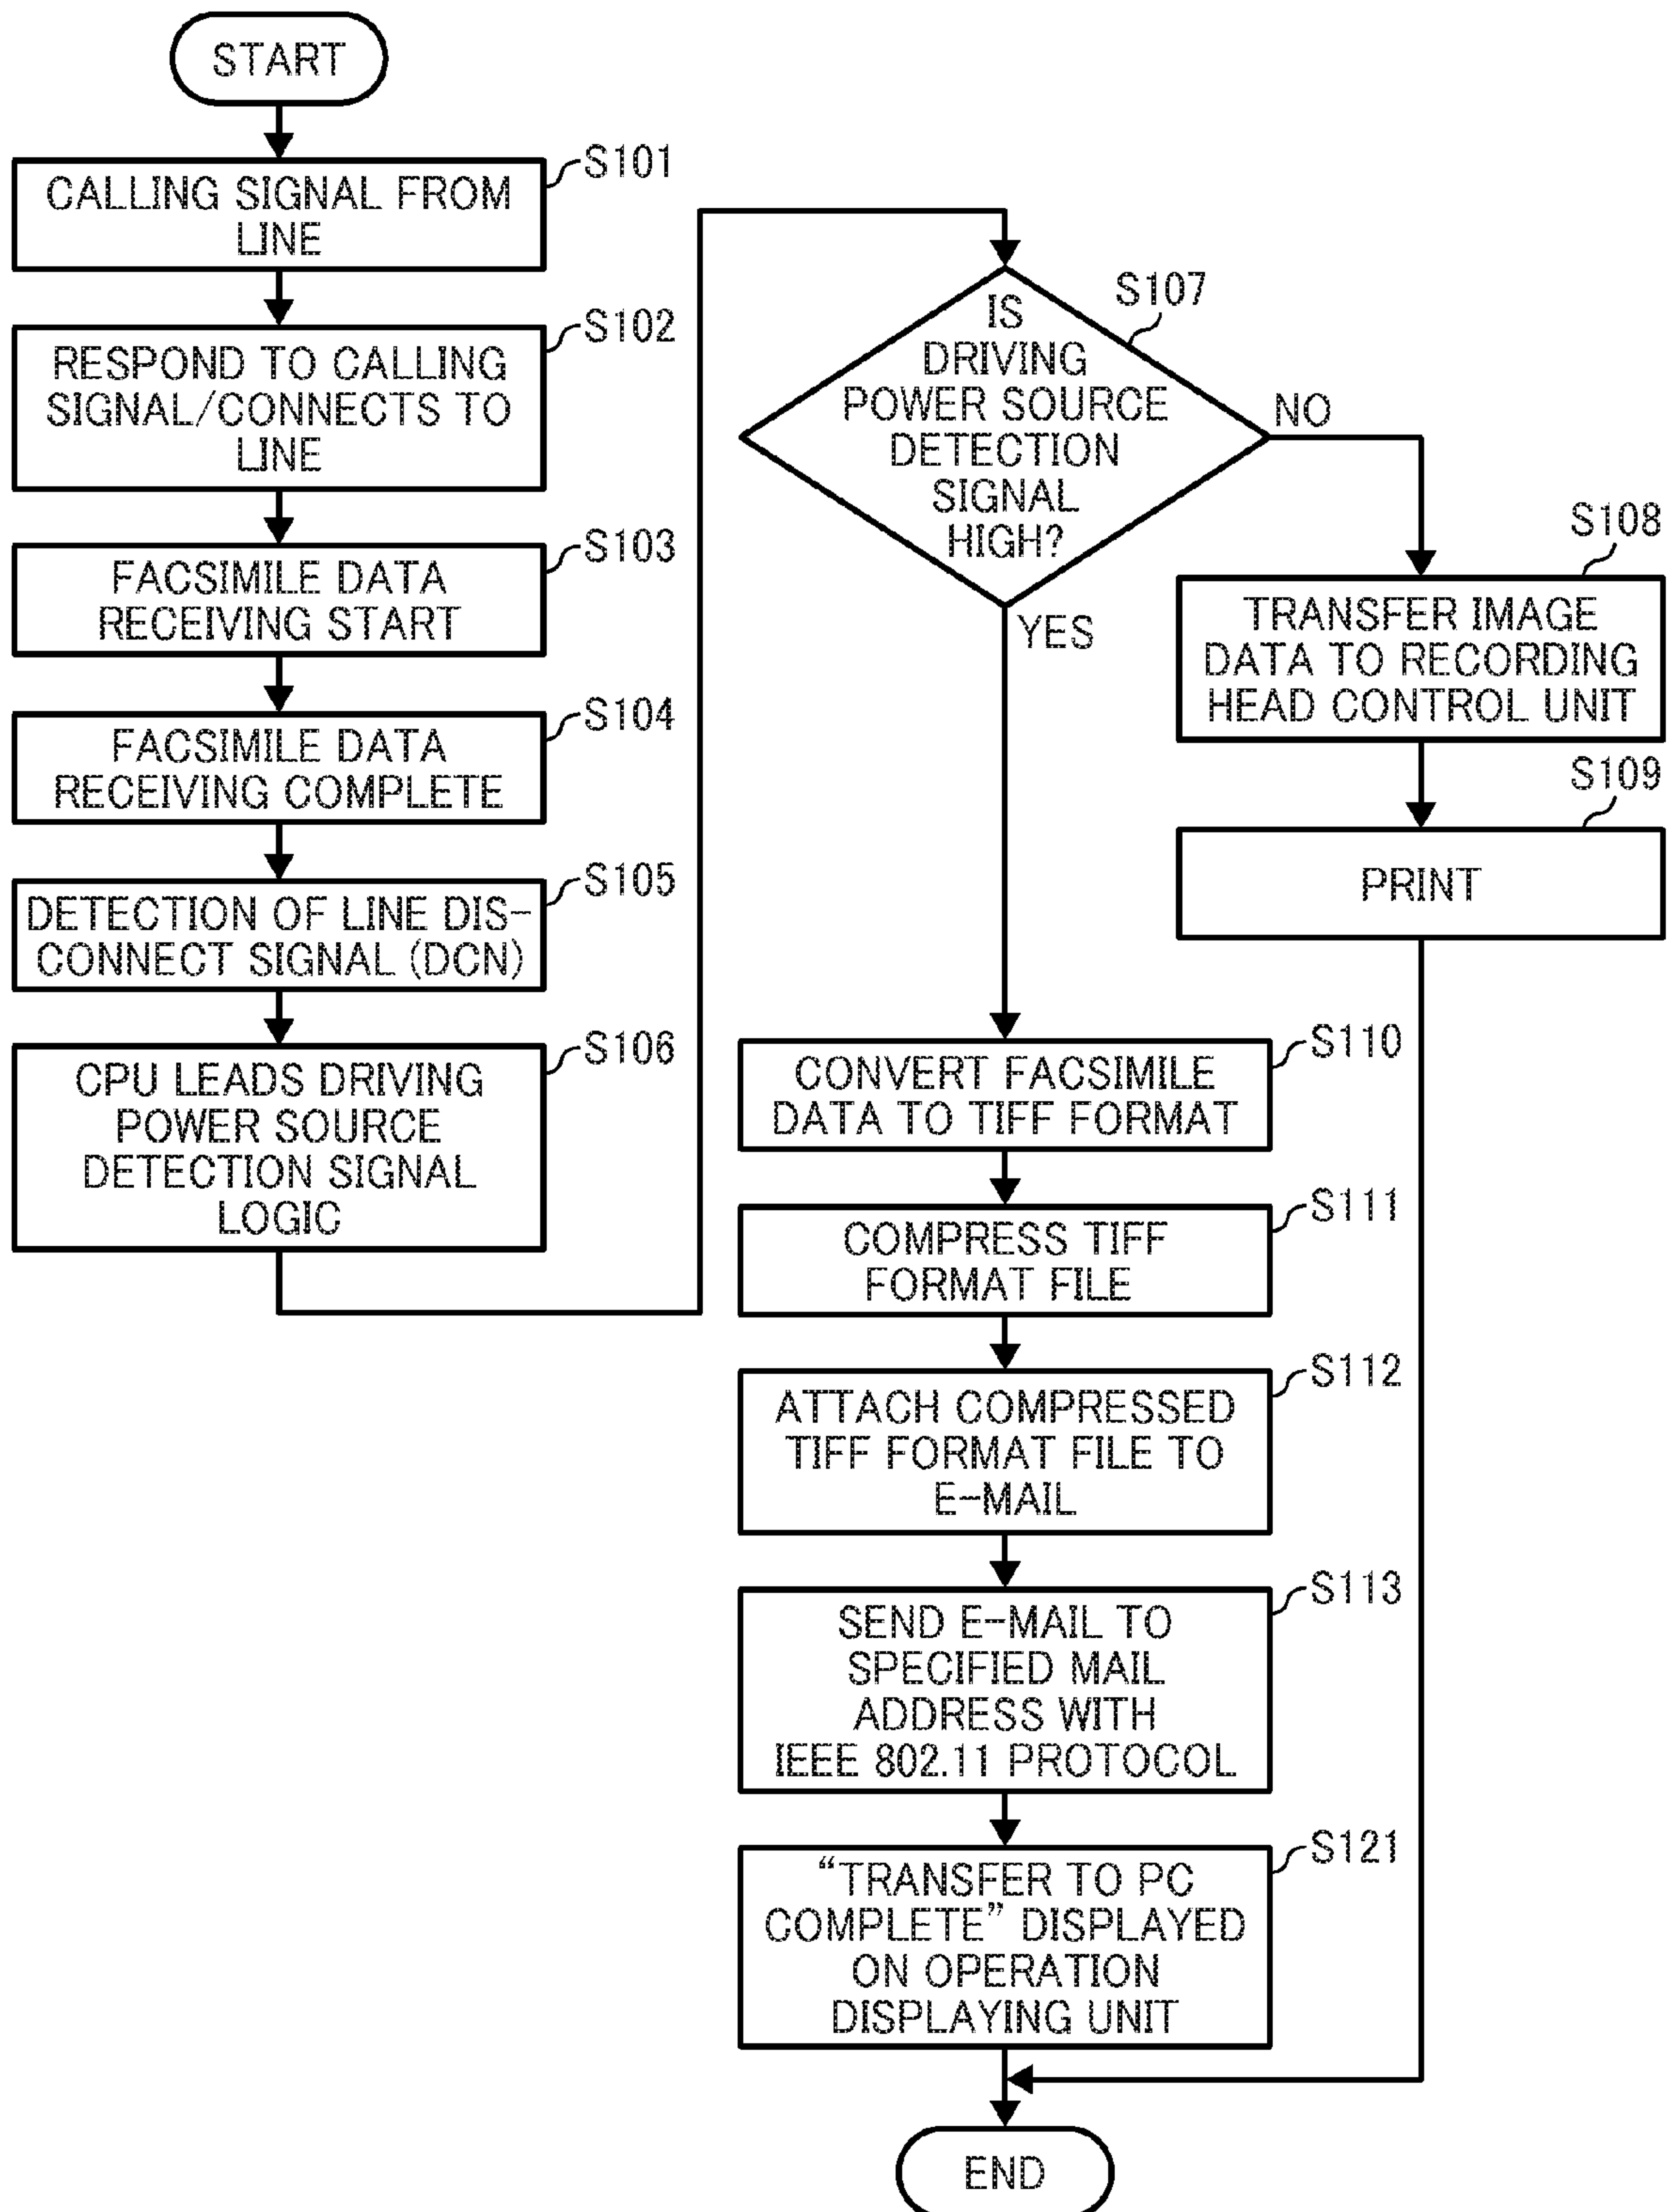 START
S101
CALLING SIGNAL FROM
LINE
S102
RESPOND TO CALLING
SIGNAL/CONNECTS TO
LINE
S103
FACSIMILE DATA
RECEIVING START
S104
FACSIMILE DATA
RECEIVING COMPLETE
S105
DETECTION OF LINE DIS-
CONNECT SIGNAL (DCN)
S106
CPU LEADS DRIVING
POWER SOURCE
DETECTION SIGNAL
LOGIC
S107
IS
DRIVING
POWER SOURCE
DETECTION
SIGNAL
HIGH?
NO
YES
S108
TRANSFER IMAGE
DATA TO RECORDING
HEAD CONTROL UNIT
S109
PRINT
S110
CONVERT FACSIMILE
DATA TO TIFF FORMAT
S111
COMPRESS TIFF
FORMAT FILE
S112
ATTACH COMPRESSED
TIFF FORMAT FILE TO
E-MAIL
S113
SEND E-MAIL TO
SPECIFIED MAIL
ADDRESS WITH
IEEE 802.11 PROTOCOL
S121
“TRANSFER TO PC
COMPLETE” DISPLAYED
ON OPERATION
DISPLAYING UNIT
END